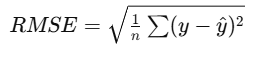 RMSE = √(1/n ∑(y − ŷ)²)